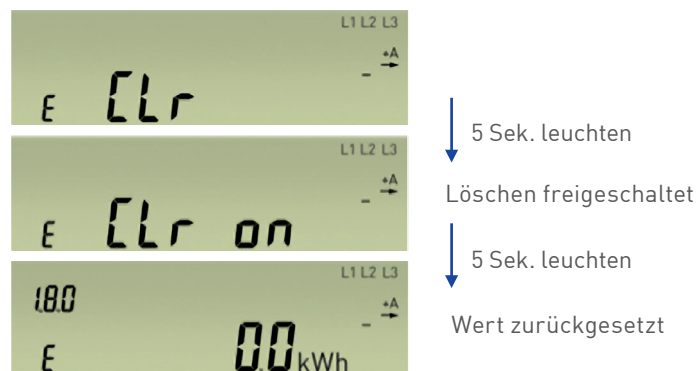 L1 L2 L3
+A
E CLr
5 Sek. leuchten
L1 L2 L3
+A
Löschen freigeschaltet
E CLr on
5 Sek. leuchten
L1 L2 L3
1.8.0
+A
Wert zurückgesetzt
E 0.0 kWh